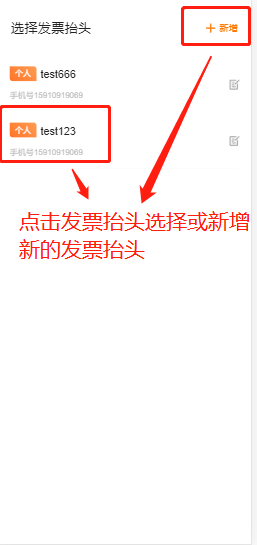 选择发票抬头
+ 新增
个人 test666
手机号15910919069
个人 test123
手机号15910919069
点击发票抬头选择或新增
新的发票抬头